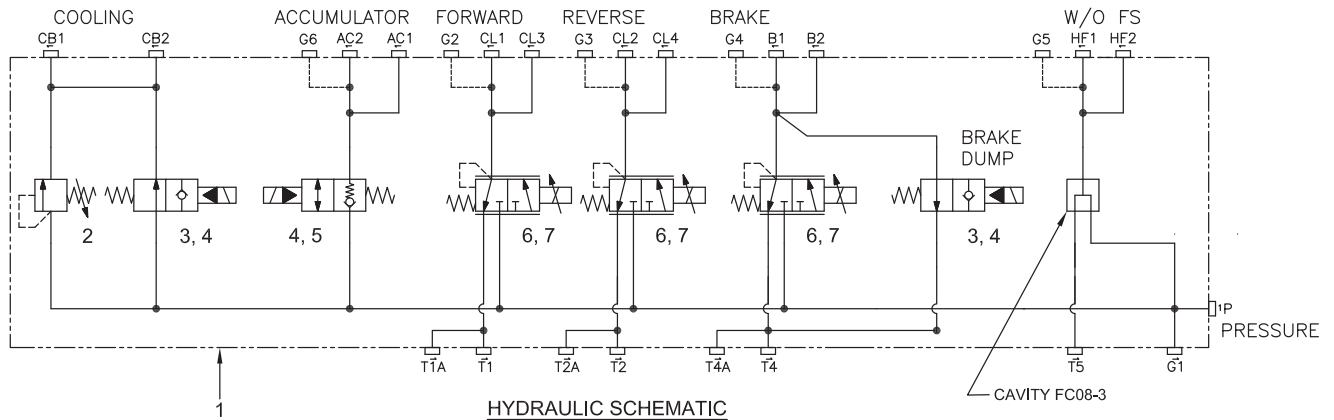 COOLING ACCUMULATOR FORWARD REVERSE BRAKE W/O FS
CB1 CB2 G6 AC2 AC1 G2 CL1 CL3 G3 CL2 CL4 G4 B1 B2 G5 HF1 HF2
BRAKE
DUMP
2 3, 4 4, 5 6, 7 6, 7 6, 7 3, 4
1P
PRESSURE
T1A T1 T2A T2 T4A T4 T5 G1
CAVITY FC08-3
1
HYDRAULIC SCHEMATIC